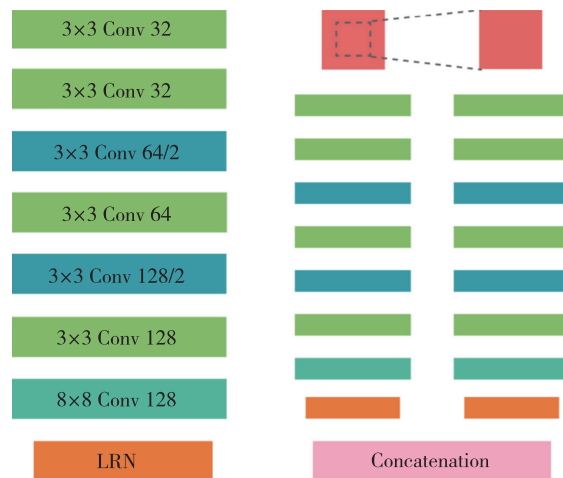 3×3 Conv 32
3×3 Conv 32
3×3 Conv 64/2
3×3 Conv 64
3×3 Conv 128/2
3×3 Conv 128
8×8 Conv 128
LRN
Concatenation